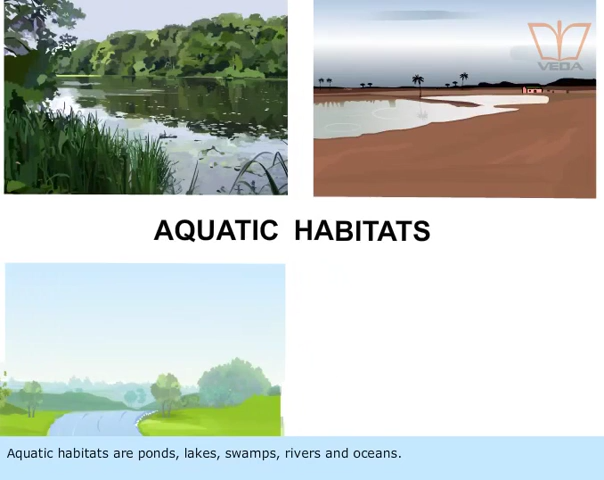 VEDA
AQUATIC HABITATS
Aquatic habitats are ponds, lakes, swamps, rivers and oceans.